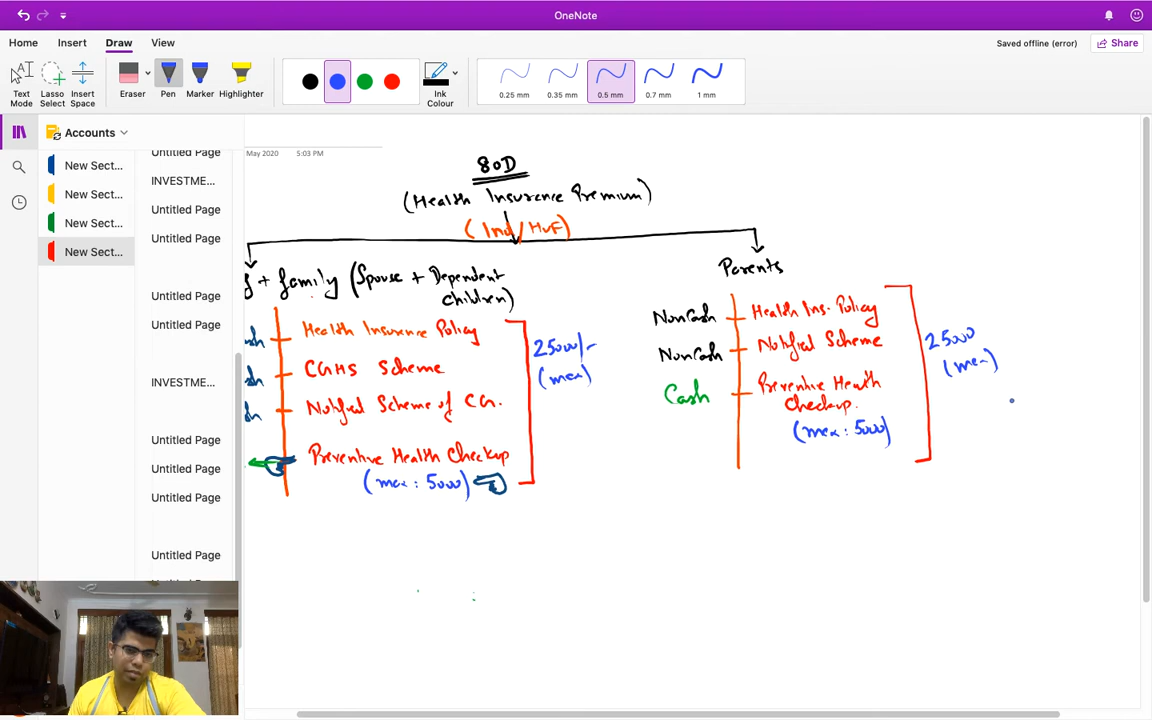 OneNote
Home Insert Draw View
Saved offline (error)
Share
Text Mode
Lasso Select
Insert Space
Eraser
Pen
Marker
Highlighter
Ink Colour
0.25 mm
0.35 mm
0.5 mm
0.7 mm
1 mm
Accounts
New Sect...
New Sect...
New Sect...
New Sect...
Untitled Page
INVESTME...
Untitled Page
Untitled Page
Untitled Page
Untitled Page
INVESTME...
Untitled Page
Untitled Page
Untitled Page
Untitled Page
May 2020 5:03 PM
80D
(Health Insurance Premium)
(Ind/HUF)
f + family (Spouse + Dependent
children)
sh Health Insurance Policy
sh CGHS Scheme
sh Notified Scheme of CG.
Preventive Health Checkup
(max : 5000)
25000/-
(max)
Parents
NonCash Health Ins. Policy
NonCash Notified Scheme
Cash Preventive Health
Checkup.
(max : 5000)
25000
(max)